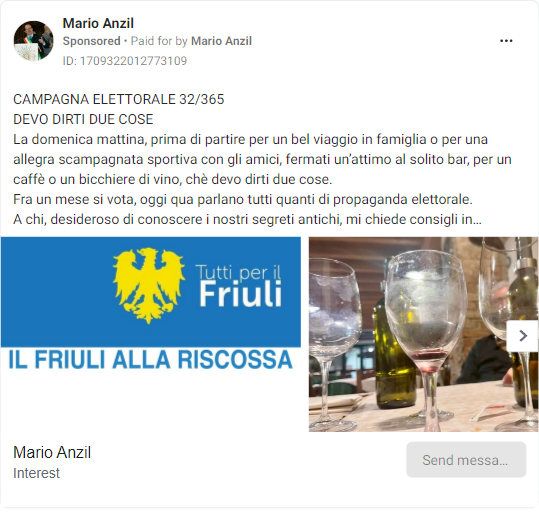 Mario Anzil
Sponsored • Paid for by Mario Anzil
ID: 1709322012773109
CAMPAGNA ELETTORALE 32/365
DEVO DIRTI DUE COSE
La domenica mattina, prima di partire per un bel viaggio in famiglia o per una
allegra scampagnata sportiva con gli amici, fermati un’attimo al solito bar, per un
caffè o un bicchiere di vino, chè devo dirti due cose.
Fra un mese si vota, oggi qua parlano tutti quanti di propaganda elettorale.
A chi, desideroso di conoscere i nostri segreti antichi, mi chiede consigli in…
Tutti per il
Friuli
IL FRIULI ALLA RISCOSSA
Mario Anzil
Interest
Send messa…